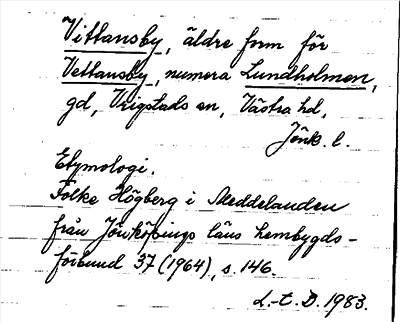 Vittansby, äldre form för
Vettansby, numera Lundholmen,
gd, Vrigstads sn, Västra hd,
Jönk. l.
Etymologi.
Folke Högberg i Meddelanden
från Jönköpings läns hembygds-
förbund 37 (1964), s. 146.
L.-t. D. 1983.